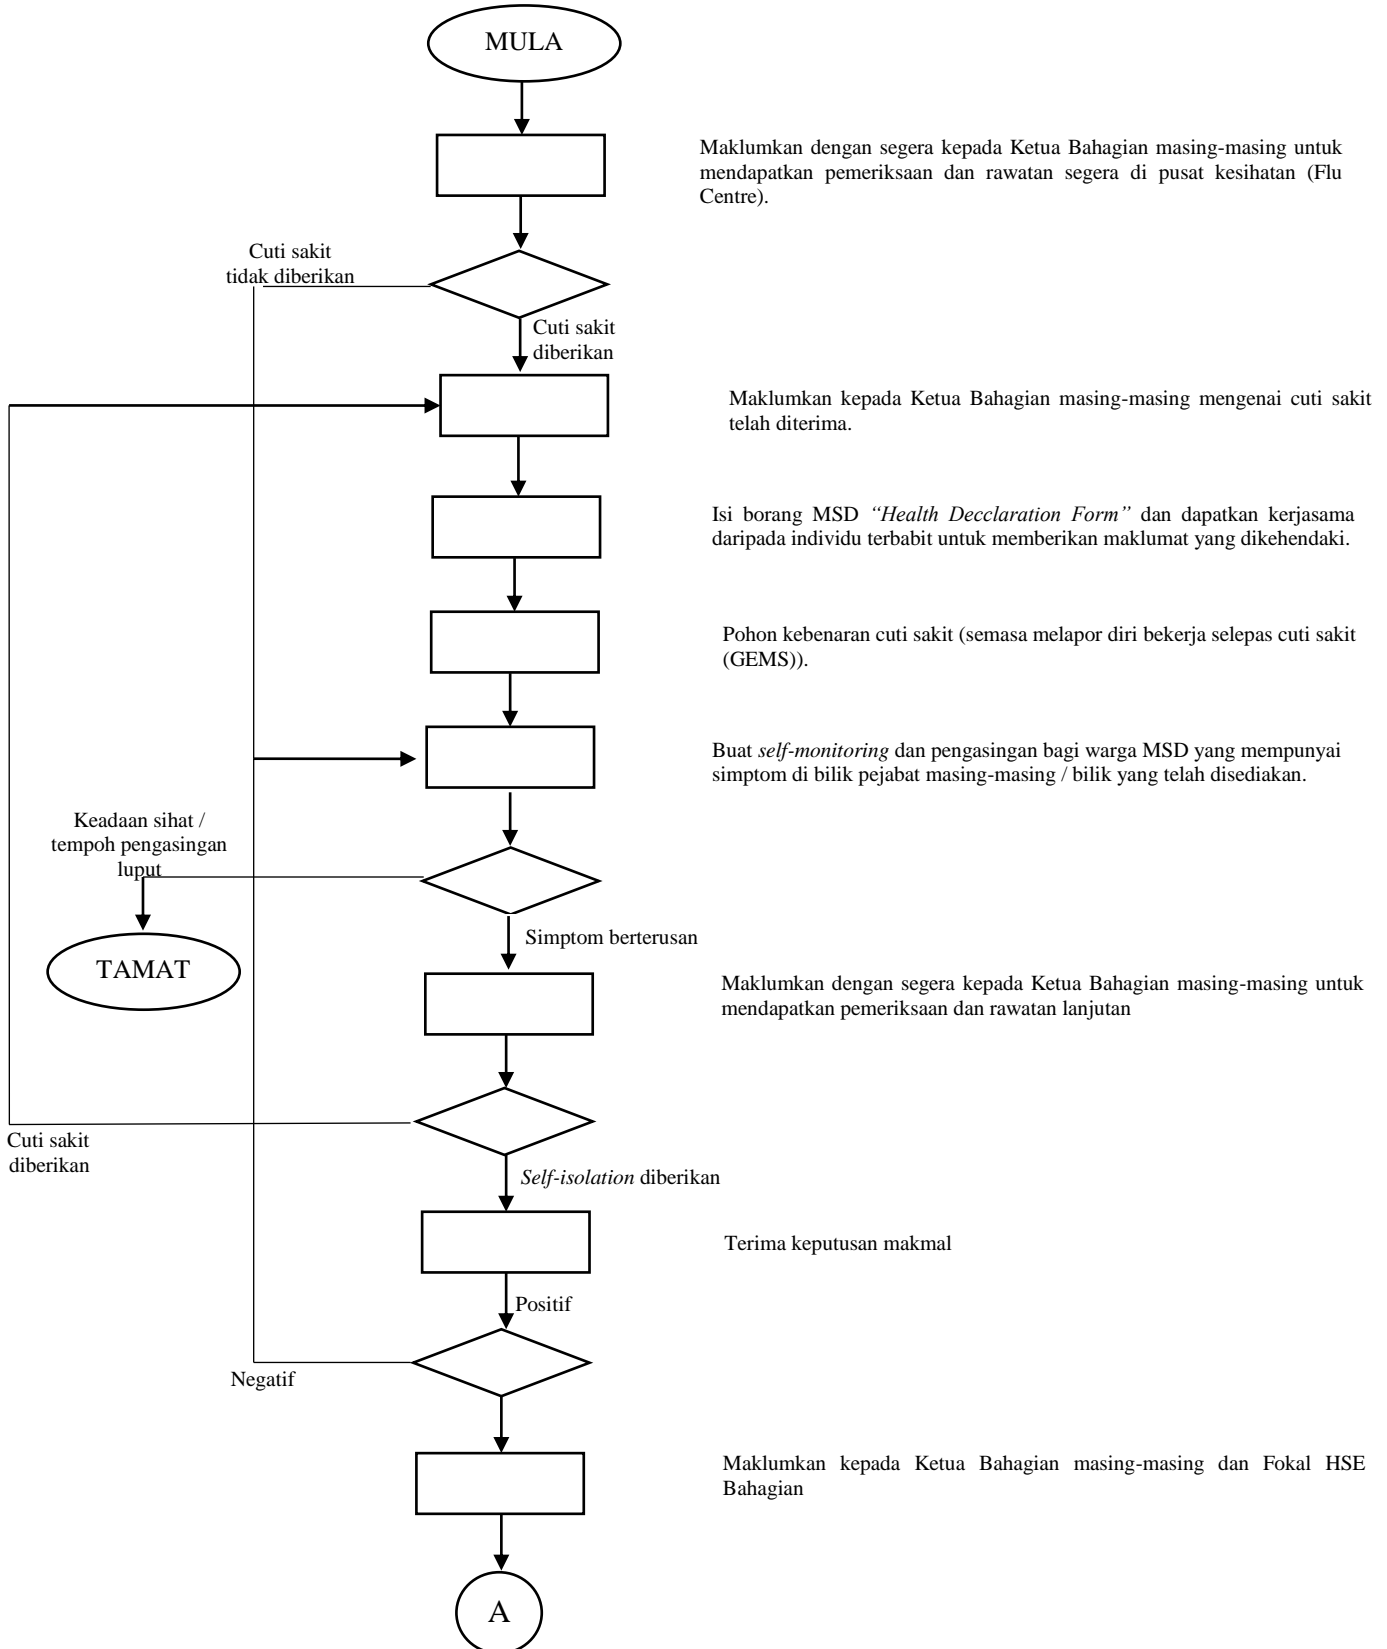 MULA
Maklumkan dengan segera kepada Ketua Bahagian masing-masing untuk
mendapatkan pemeriksaan dan rawatan segera di pusat kesihatan (Flu
Centre).
Cuti sakit
tidak diberikan
Cuti sakit
diberikan
Maklumkan kepada Ketua Bahagian masing-masing mengenai cuti sakit
telah diterima.
Isi borang MSD “Health Decclaration Form” dan dapatkan kerjasama
daripada individu terbabit untuk memberikan maklumat yang dikehendaki.
Pohon kebenaran cuti sakit (semasa melapor diri bekerja selepas cuti sakit
(GEMS)).
Buat self-monitoring dan pengasingan bagi warga MSD yang mempunyai
simptom di bilik pejabat masing-masing / bilik yang telah disediakan.
Keadaan sihat /
tempoh pengasingan
luput
Simptom berterusan
TAMAT
Maklumkan dengan segera kepada Ketua Bahagian masing-masing untuk
mendapatkan pemeriksaan dan rawatan lanjutan
Cuti sakit
diberikan
Self-isolation diberikan
Terima keputusan makmal
Positif
Negatif
Maklumkan kepada Ketua Bahagian masing-masing dan Fokal HSE
Bahagian
A